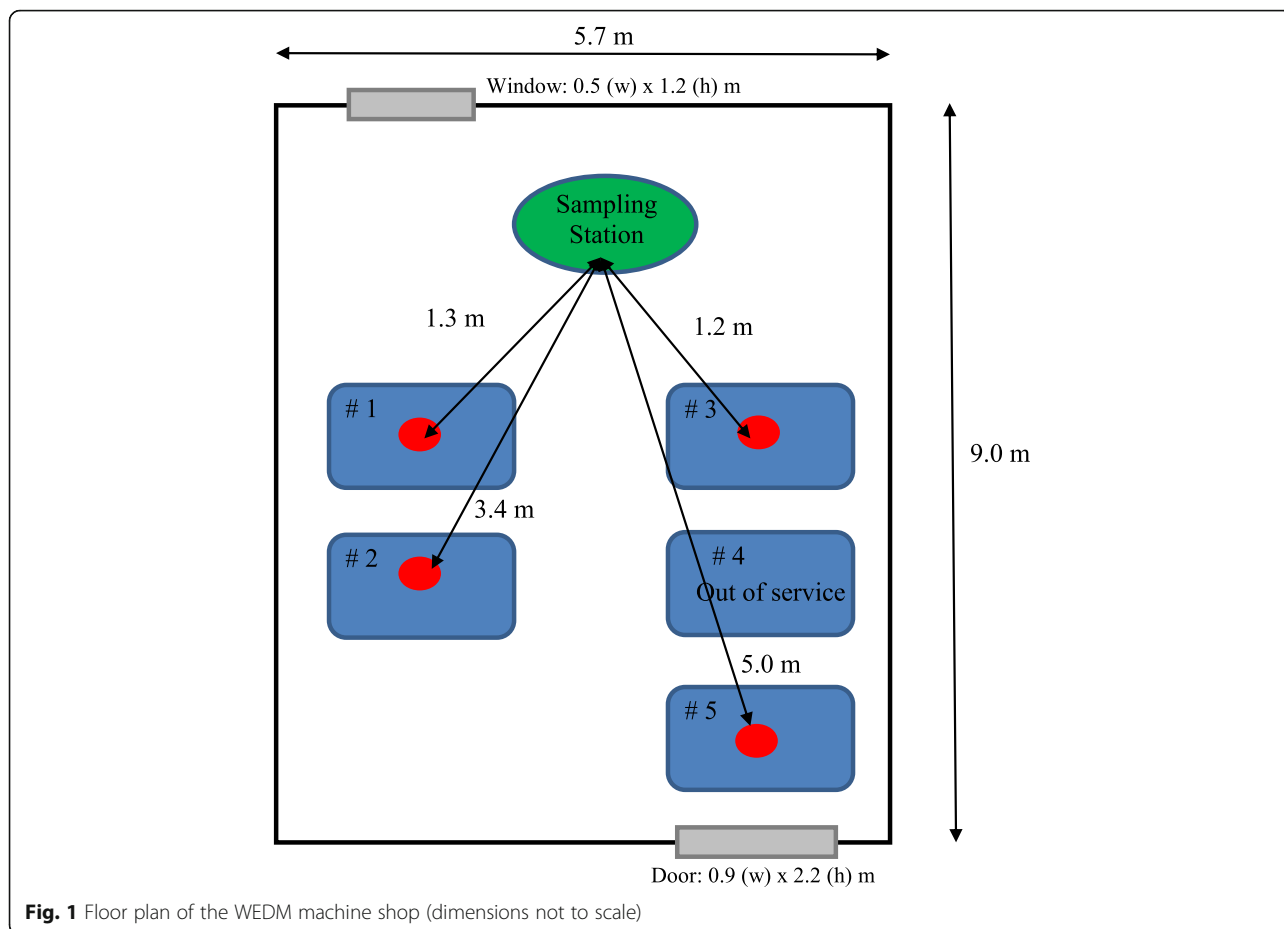 5.7 m
Window: 0.5 (w) x 1.2 (h) m
Sampling
Station
1.3 m
1.2 m
# 1
# 3
9.0 m
3.4 m
# 2
# 4
Out of service
5.0 m
# 5
Door: 0.9 (w) x 2.2 (h) m
Fig. 1 Floor plan of the WEDM machine shop (dimensions not to scale)